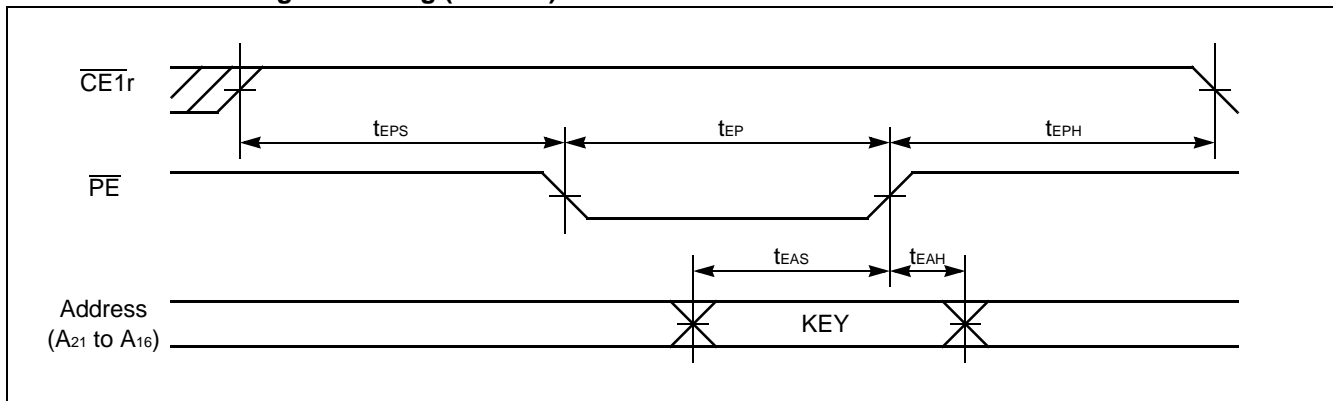 CE1r
tEPS
tEP
tEPH
PE
tEAS
tEAH
Address
(A21 to A16)
KEY